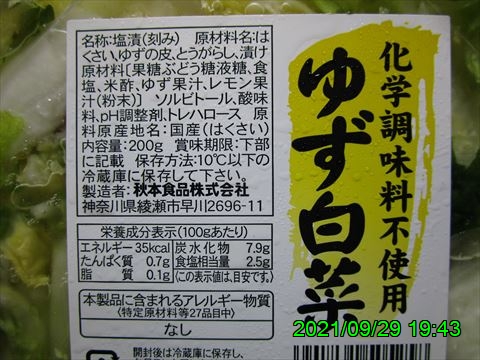 名称:塩漬(刻み) 原材料名:は
くさい、ゆずの皮、とうがらし、漬け
原材料〔果糖ぶどう糖液糖、食
塩、米酢、ゆず果汁、レモン果
汁(粉末)〕 ソルビトール、酸味
料、pH調整剤、トレハロース 原
料原産地名:国産(はくさい)
内容量:200g 賞味期限:下部
に記載 保存方法:10℃以下の
冷蔵庫に保存して下さい。
製造者:秋本食品株式会社
神奈川県綾瀬市早川2696-11
栄養成分表示(100gあたり)
エネルギー 35kcal 炭水化物 7.9g
たんぱく質 0.7g 食塩相当量 2.5g
脂質 0.1g (この表示値は、目安です。)
本製品に含まれるアレルギー物質
〈特定原材料等27品目中〉
なし
開封後は冷蔵庫に保存し、
化学調味料不使用
ゆず白菜
2021/09/29 19:43